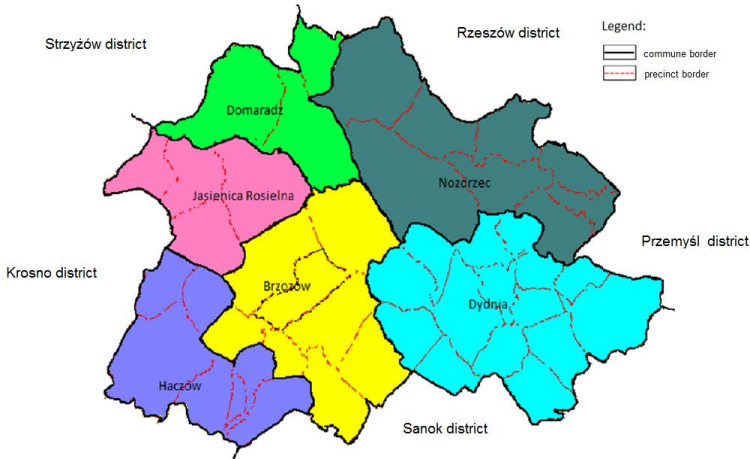 Strzyżów district
Rzeszów district
Legend:
commune border
precinct border
Domaradz
Jasienica Rosielna
Nozdrzec
Przemyśl district
Krosno district
Brzozów
Dydnia
Haczów
Sanok district